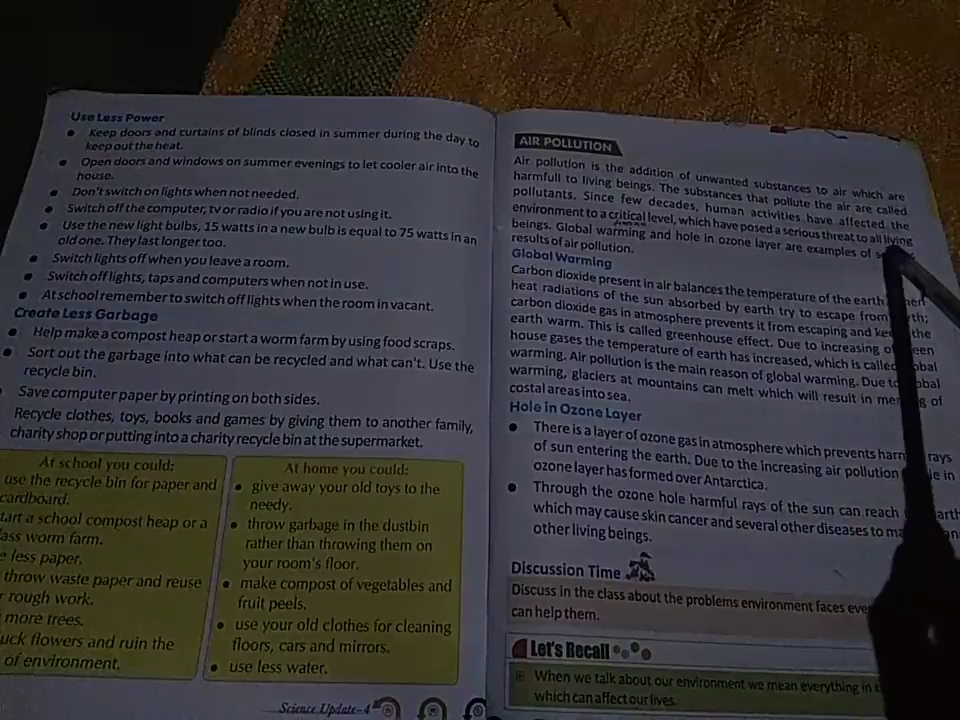 Use Less Power
Keep doors and curtains of blinds closed in summer during the day to
keep out the heat.
Open doors and windows on summer evenings to let cooler air into the
house.
Don't switch on lights when not needed.
Switch off the computer, tv or radio if you are not using it.
Use the new light bulbs, 15 watts in a new bulb is equal to 75 watts in an
old one. They last longer too.
Switch lights off when you leave a room.
Switch off lights, taps and computers when not in use.
At school remember to switch off lights when the room in vacant.
Create Less Garbage
Help make a compost heap or start a worm farm by using food scraps.
Sort out the garbage into what can be recycled and what can't. Use the
recycle bin.
Save computer paper by printing on both sides.
Recycle clothes, toys, books and games by giving them to another family,
charity shop or putting into a charity recycle bin at the supermarket.
At school you could:
use the recycle bin for paper and
cardboard.
tart a school compost heap or a
ass worm farm.
e less paper.
throw waste paper and reuse
r rough work.
more trees.
uck flowers and ruin the
of environment.
At home you could:
give away your old toys to the
needy.
throw garbage in the dustbin
rather than throwing them on
your room's floor.
make compost of vegetables and
fruit peels.
use your old clothes for cleaning
floors, cars and mirrors.
use less water.
Science Update-4
AIR POLLUTION
Air pollution is the addition of unwanted substances to air which are
harmfull to living beings. The substances that pollute the air are called
pollutants. Since few decades, human activities have affected the
environment to a critical level, which have posed a serious threat to all living
beings. Global warming and hole in ozone layer are examples of
results of air pollution.
Global Warming
Carbon dioxide present in air balances the temperature of the earth
heat radiations of the sun absorbed by earth try to escape from
carbon dioxide gas in atmosphere prevents it from escaping and the
earth warm. This is called greenhouse effect. Due to increasing of
house gases the temperature of earth has increased, which is called
warming. Air pollution is the main reason of global warming. Due to
warming, glaciers at mountains can melt which will result in of
costal areas into sea.
Hole in Ozone Layer
There is a layer of ozone gas in atmosphere which prevents rays
of sun entering the earth. Due to the increasing air pollution in
ozone layer has formed over Antarctica.
Through the ozone hole harmful rays of the sun can reach
which may cause skin cancer and several other diseases to
other living beings.
Discussion Time
Discuss in the class about the problems environment faces
can help them.
Let's Recall
When we talk about our environment we mean everything in
which can affect our lives.